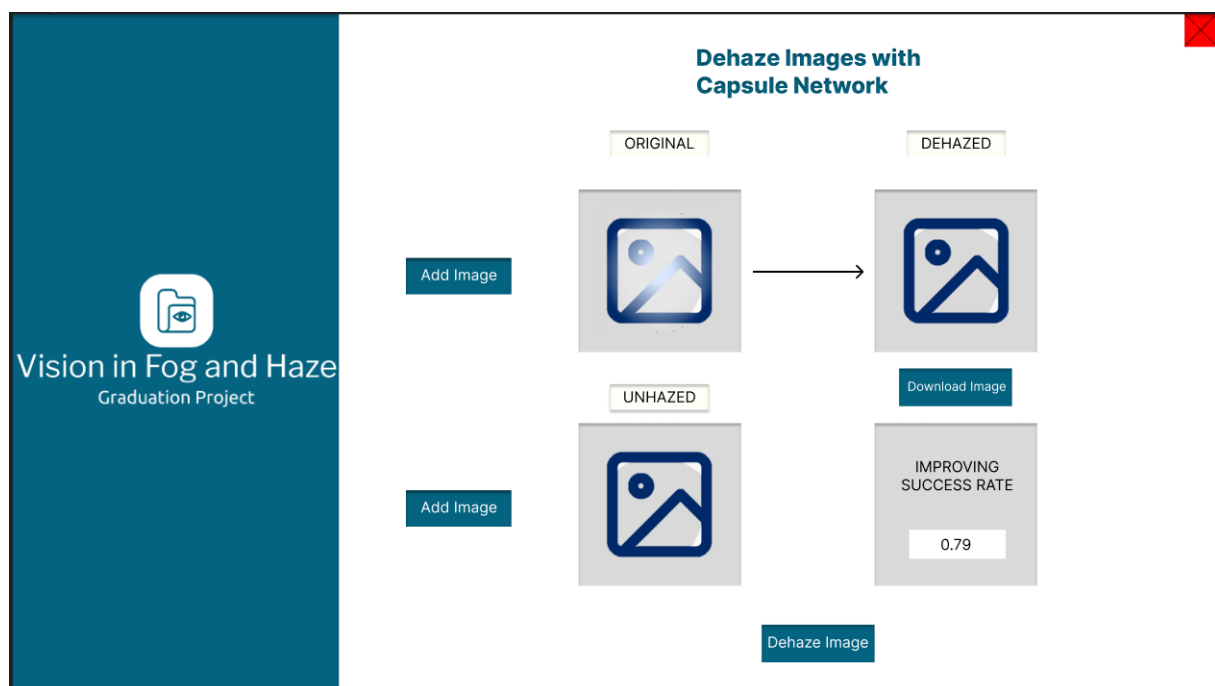 Vision in Fog and Haze
Graduation Project
Dehaze Images with
Capsule Network
ORIGINAL
DEHAZED
Add Image
Download Image
UNHAZED
Add Image
IMPROVING
SUCCESS RATE
0.79
Dehaze Image